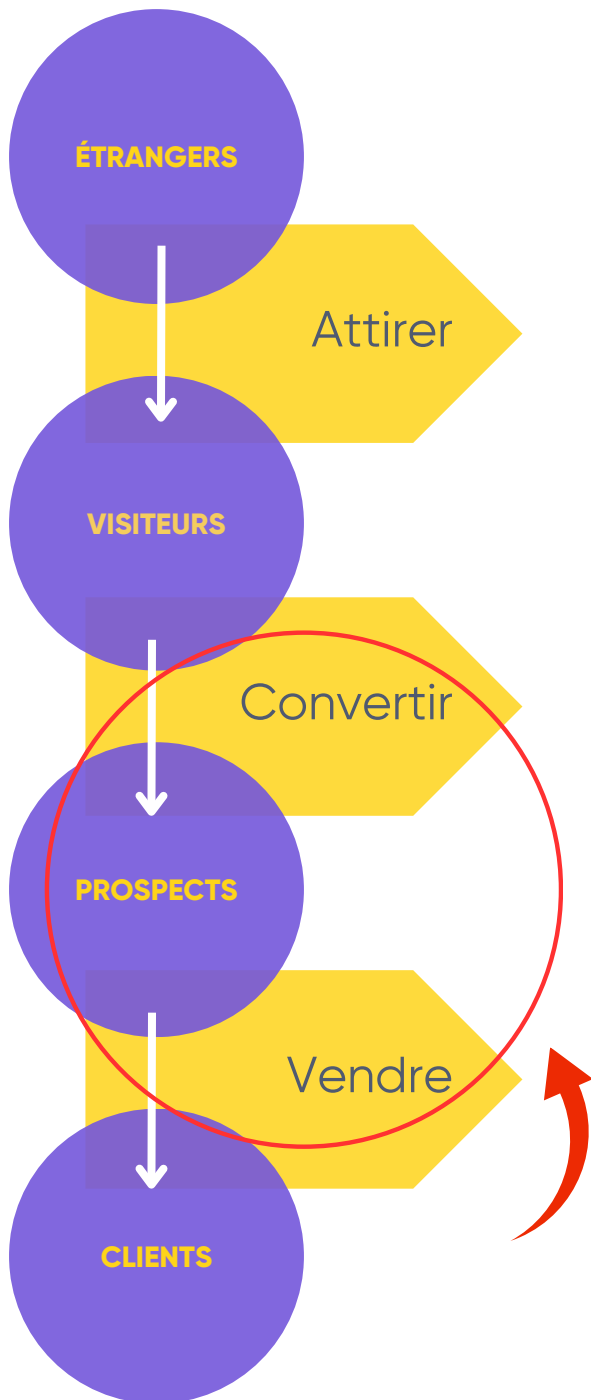 ÉTRANGERS
Attirer
VISITEURS
Convertir
PROSPECTS
Vendre
CLIENTS